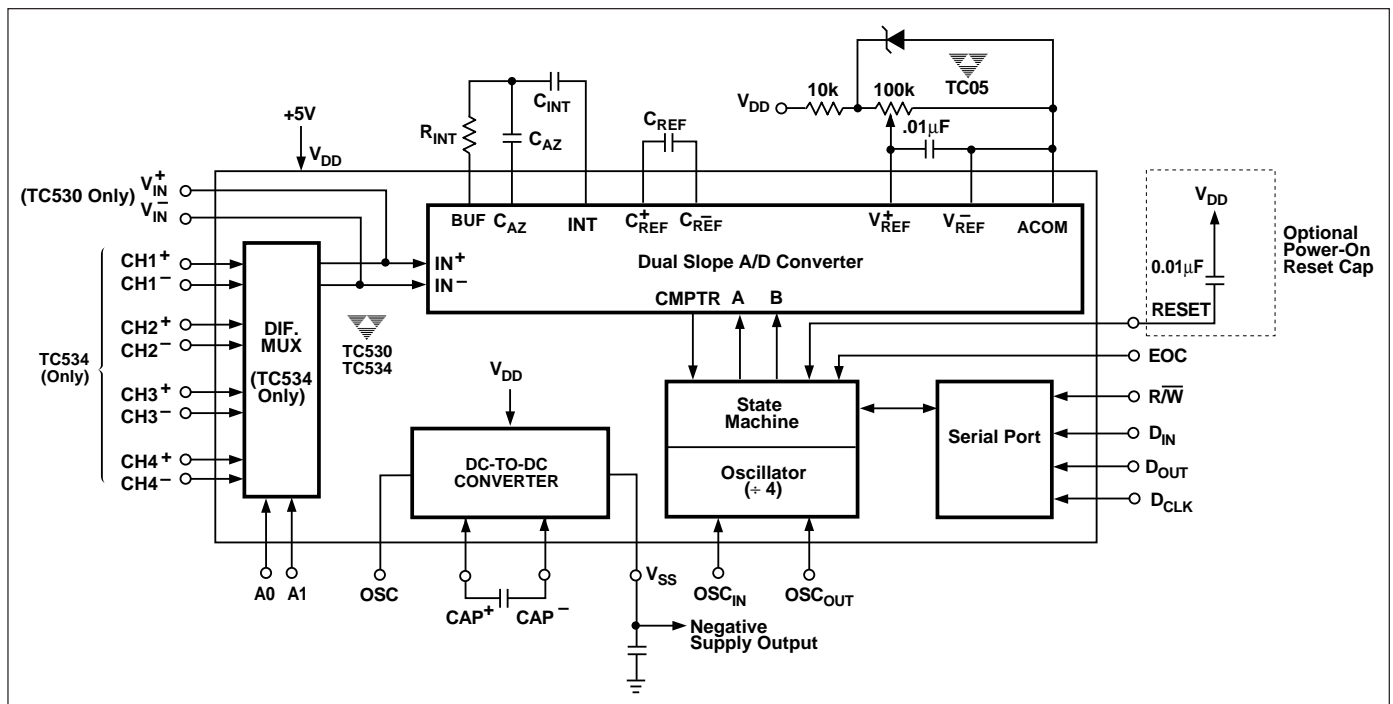 TC05
10k
100k
V_DD
.01µF
C_INT
R_INT
C_AZ
C_REF
+5V
V_DD
(TC530 Only)
V_IN^+
V_IN^-
BUF
C_AZ
INT
C_REF^+
C_REF^-
V_REF^+
V_REF^-
ACOM
IN^+
IN^-
Dual Slope A/D Converter
CMPTR
A
B
V_DD
0.01µF
RESET
Optional
Power-On
Reset Cap
TC534
(Only)
CH1+
CH1-
CH2+
CH2-
CH3+
CH3-
CH4+
CH4-
DIF.
MUX
(TC534
Only)
TC530
TC534
V_DD
DC-TO-DC
CONVERTER
State
Machine
Oscillator
(÷ 4)
Serial Port
EOC
R/W̅
D_IN
D_OUT
D_CLK
A0
A1
OSC
CAP+
CAP-
V_SS
OSC_IN
OSC_OUT
Negative
Supply Output